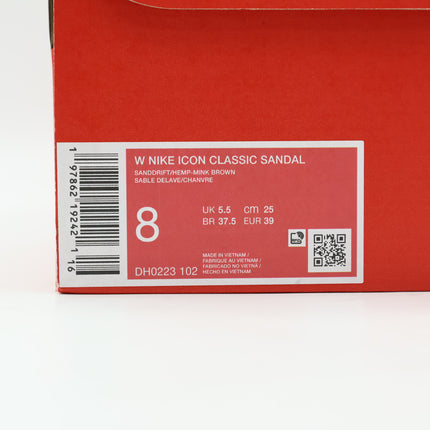 W NIKE ICON CLASSIC SANDAL
SANDDRIFT/HEMP-MINK BROWN
SABLE DELAVE/CHANVRE
8
UK 5.5 cm 25
BR 37.5 EUR 39
MADE IN VIETNAM/
FABRIQUE AU VIETNAM/
FABRICADO NO VIETNÃ/
HECHO EN VIETNAM
DH0223 102
1 97862 19242 1 16